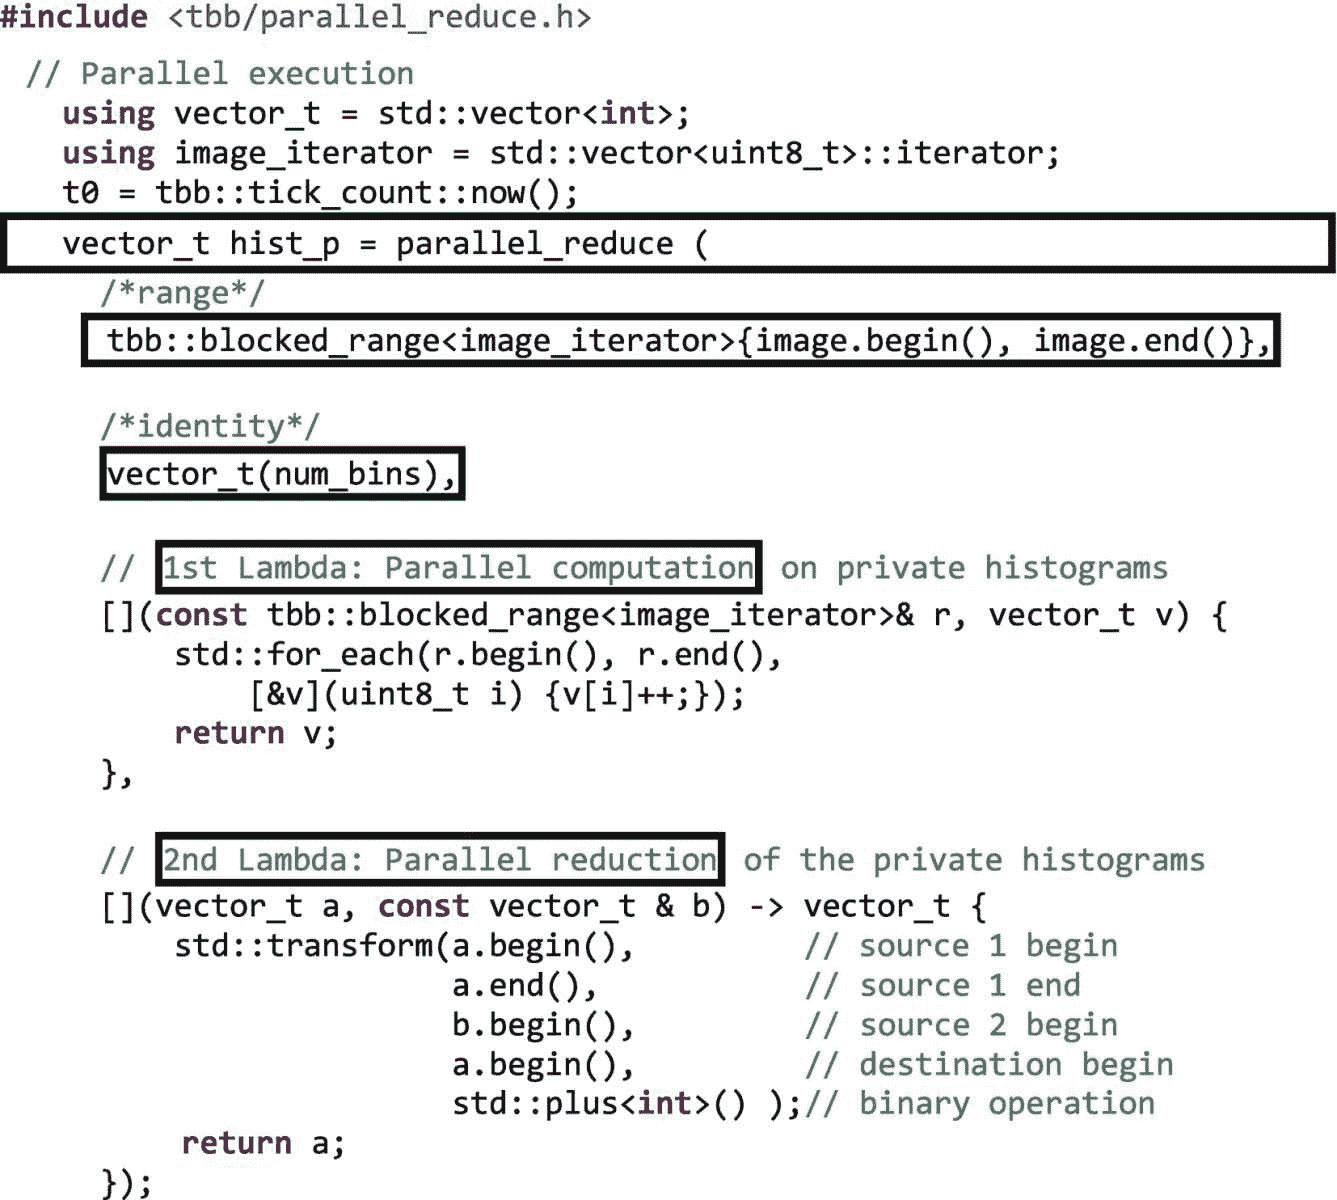 #include <tbb/parallel_reduce.h>
// Parallel execution
using vector_t = std::vector<int>;
using image_iterator = std::vector<uint8_t>::iterator;
t0 = tbb::tick_count::now();
vector_t hist_p = parallel_reduce (
/*range*/
tbb::blocked_range<image_iterator>{image.begin(), image.end()},
/*identity*/
vector_t(num_bins),
// 1st Lambda: Parallel computation on private histograms
[](const tbb::blocked_range<image_iterator>& r, vector_t v) {
std::for_each(r.begin(), r.end(),
[&v](uint8_t i) {v[i]++;});
return v;
},
// 2nd Lambda: Parallel reduction of the private histograms
[](vector_t a, const vector_t & b) -> vector_t {
std::transform(a.begin(), // source 1 begin
a.end(), // source 1 end
b.begin(), // source 2 begin
a.begin(), // destination begin
std::plus<int>() );// binary operation
return a;
});